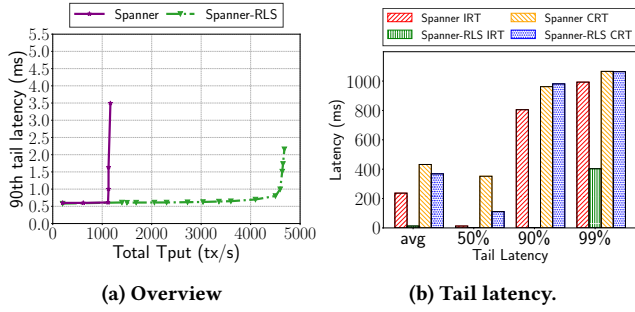 Spanner
Spanner-RLS
90th tail latency (ms)
5.5
5.0
4.5
4.0
3.5
3.0
2.5
2.0
1.5
1.0
0.5
0.0
0
1000
2000
3000
4000
5000
Total Tput (tx/s)
(a) Overview
Spanner IRT
Spanner CRT
Spanner-RLS IRT
Spanner-RLS CRT
Latency (ms)
1000
800
600
400
200
0
avg
50%
90%
99%
Tail Latency
(b) Tail latency.